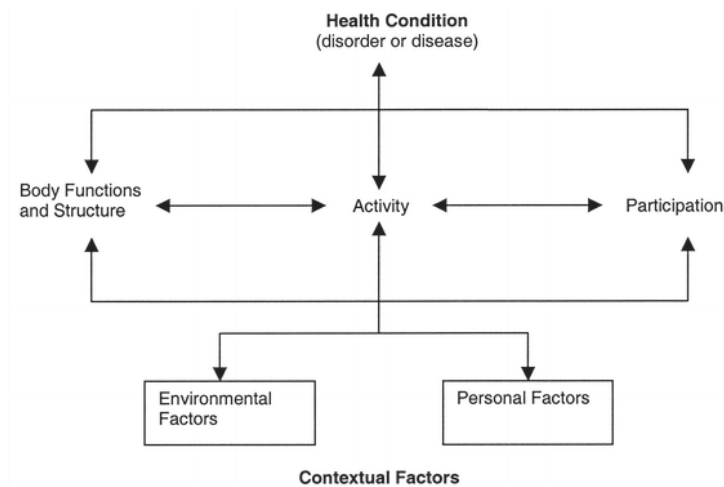 Health Condition
(disorder or disease)
Body Functions
and Structure
Activity
Participation
Environmental
Factors
Personal Factors
Contextual Factors